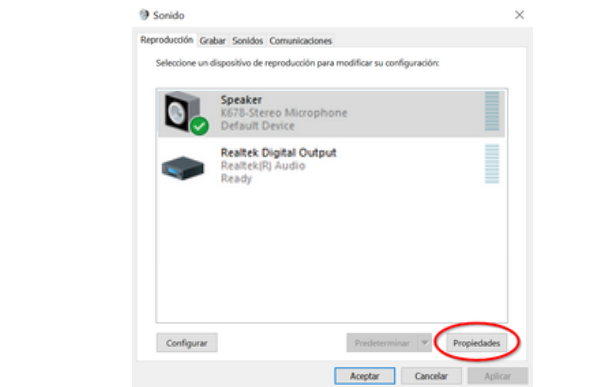 Sonido
Reproducción Grabar Sonidos Comunicaciones
Seleccione un dispositivo de reproducción para modificar su configuración:
Speaker
K678-Stereo Microphone
Default Device
Realtek Digital Output
Realtek(R) Audio
Ready
Configurar Predeterminar Propiedades
Aceptar Cancelar Aplicar